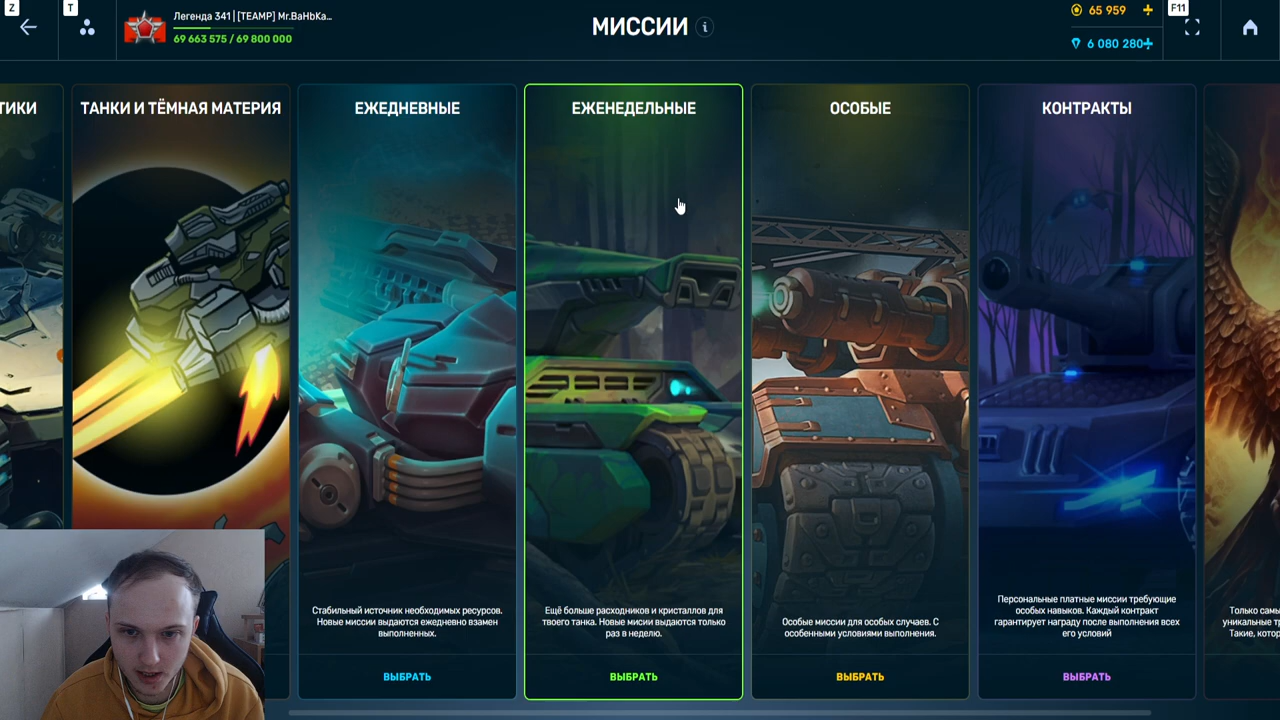 Z
T
Легенда 341 | [TEAMP] Mr.BaHbKa...
69 663 575 / 69 800 000
МИССИИ
i
65 959
6 080 280
F11
ТИКИ
ТАНКИ И ТЁМНАЯ МАТЕРИЯ
ЕЖЕДНЕВНЫЕ
Стабильный источник необходимых ресурсов.
Новые миссии выдаются ежедневно взамен
выполненных.
ВЫБРАТЬ
ЕЖЕНЕДЕЛЬНЫЕ
Ещё больше расходников и кристаллов для
твоего танка. Новые мисии выдаются только
раз в неделю.
ВЫБРАТЬ
ОСОБЫЕ
Особые миссии для особых случаев. С
особенными условиями выполнения.
ВЫБРАТЬ
КОНТРАКТЫ
Персональные платные миссии требующие
особых навыков. Каждый контракт
гарантирует награду после выполнения всех
его условий
ВЫБРАТЬ
Только самы
уникальные т
Такие, котор